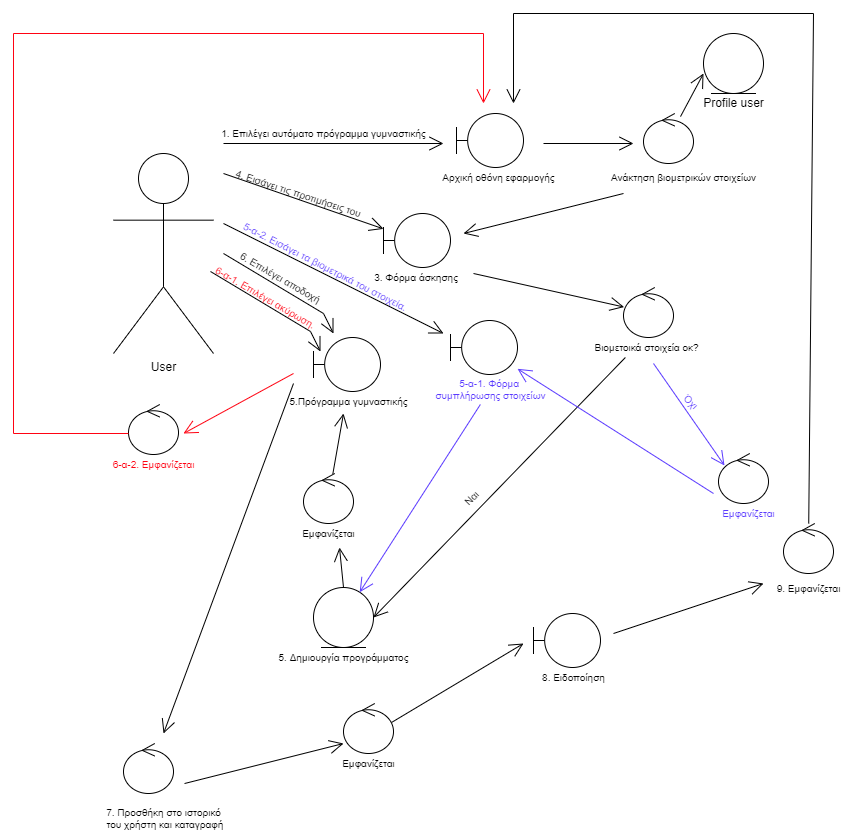 Profile user
1. Επιλέγει αυτόματο πρόγραμμα γυμναστικής
Αρχική οθόνη εφαρμογής
Ανάκτηση βιομετρικών στοιχείων
4. Εισάγει τις προτιμήσεις του
5-α-2. Εισάγει τα βιομετρικά του στοιχεία.
3. Φόρμα άσκησης
6. Επιλέγει αποδοχή
6-α-1. Επιλέγει ακύρωση.
User
Βιομετοικά στοιχεία οκ?
5-α-1. Φόρμα
συμπλήρωσης στοιχείων
5.Πρόγραμμα γυμναστικής
Όχι
6-α-2. Εμφανίζεται
Ναι
Εμφανίζεται
Εμφανίζεται
9. Εμφανίζεται
5. Δημιουργία προγράμματος
8. Ειδοποίηση
Εμφανίζεται
7. Προσθήκη στο ιστορικό
του χρήστη και καταγραφή